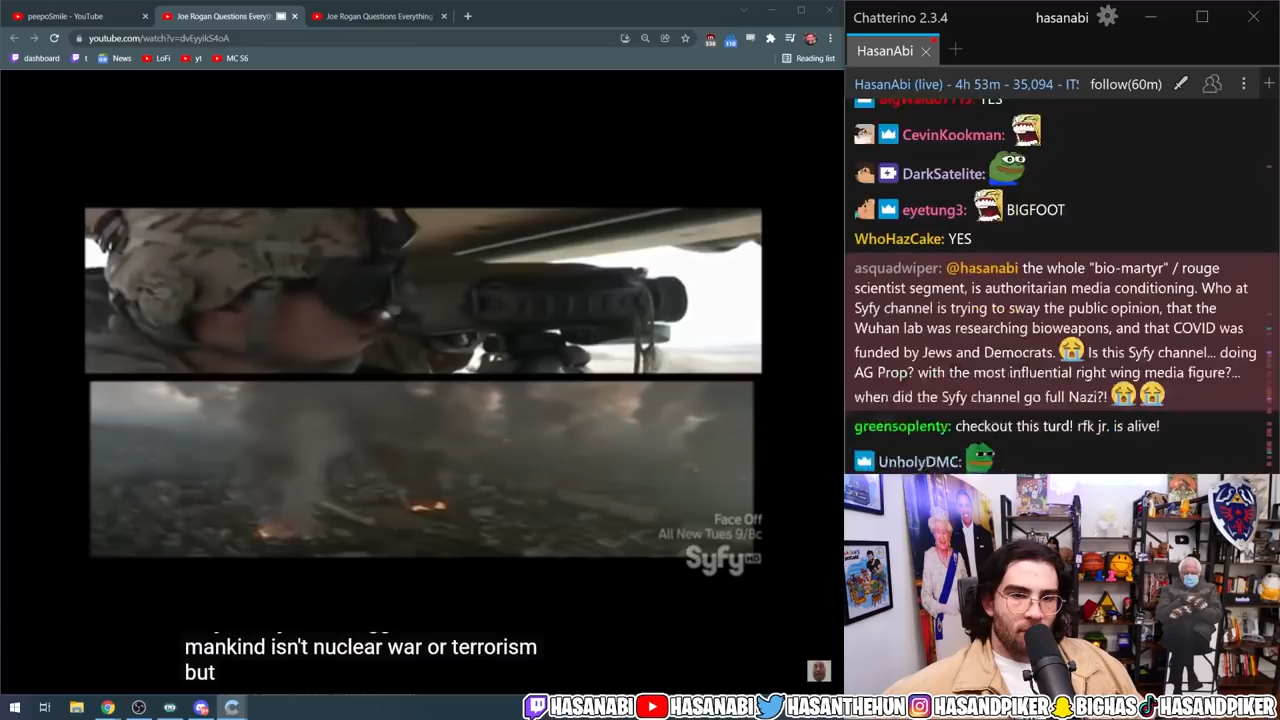 peepoSmile - YouTube
Joe Rogan Questions Everyt
Joe Rogan Questions Everything
youtube.com/watch?v=dvEyyikS4oA
538
110
dashboard
t
News
LoFi
yt
MC S6
Reading list
Face Off
All New Tues 9/8c
Syfy HD
mankind isn't nuclear war or terrorism
but
Chatterino 2.3.4
hasanabi
HasanAbi
HasanAbi (live) - 4h 53m - 35,094 - IT'S
follow(60m)
BigWaldo7715: YES
CevinKookman:
DarkSatelite:
eyetung3: BIGFOOT
WhoHazCake: YES
asquadwiper: @hasanabi the whole "bio-martyr" / rouge
scientist segment, is authoritarian media conditioning. Who at
Syfy channel is trying to sway the public opinion, that the
Wuhan lab was researching bioweapons, and that COVID was
funded by Jews and Democrats. Is this Syfy channel... doing
AG Prop? with the most influential right wing media figure?...
when did the Syfy channel go full Nazi?!
greensoplenty: checkout this turd! rfk jr. is alive!
UnholyDMC:
HASANABI HASANABI HASANTHEHUN HASANDPIKER BIGHAS HASANDPIKER